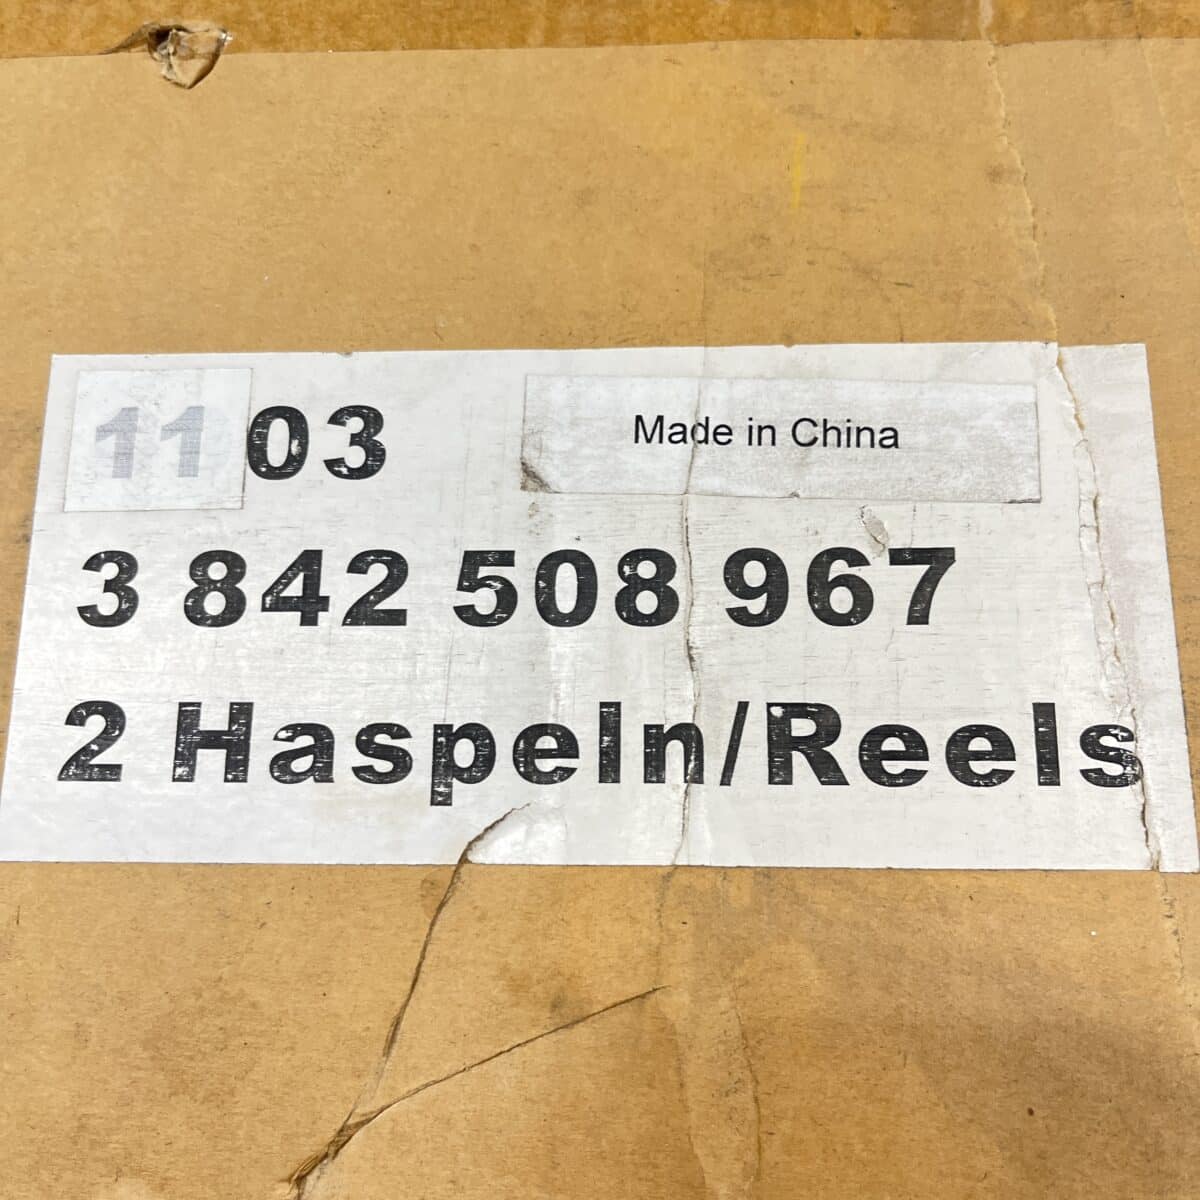 1103
Made in China
3 842 508 967
2 Haspeln/Reels